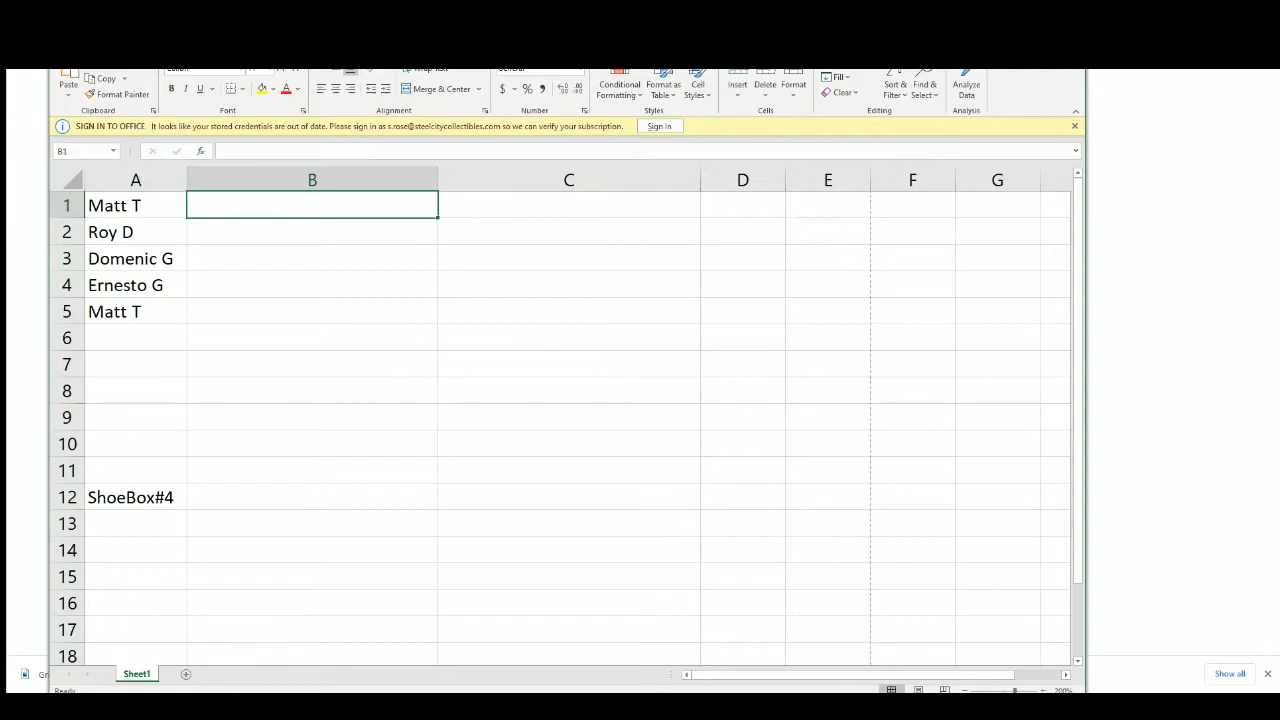 Copy
Paste
Format Painter
B I U
Merge & Center
$ % 9
Conditional Format as Cell
Formatting Table Styles
Insert Delete Format
Fill
Clear
Sort & Find &
Filter Select
Analyze
Data
Clipboard Font Alignment Number Styles Cells Editing Analysis
SIGN IN TO OFFICE It looks like your stored credentials are out of date. Please sign in as s.rose@steelcitycollectibles.com so we can verify your subscription. Sign In
B1 fx
A B C D E F G
1 Matt T
2 Roy D
3 Domenic G
4 Ernesto G
5 Matt T
6
7
8
9
10
11
12 ShoeBox#4
13
14
15
16
17
18
Sheet1
Show all
200%